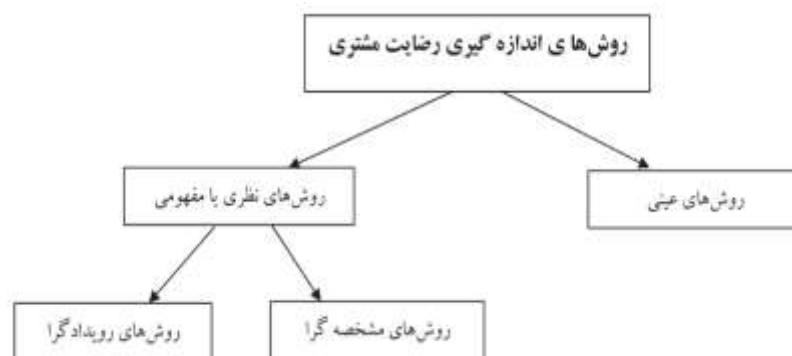 روش‌ها ی اندازه گیری رضایت مشتری
روش‌های عینی
روش‌های نظری یا مفهومی
روش‌های مشخصه گرا
روش‌های رویدادگرا